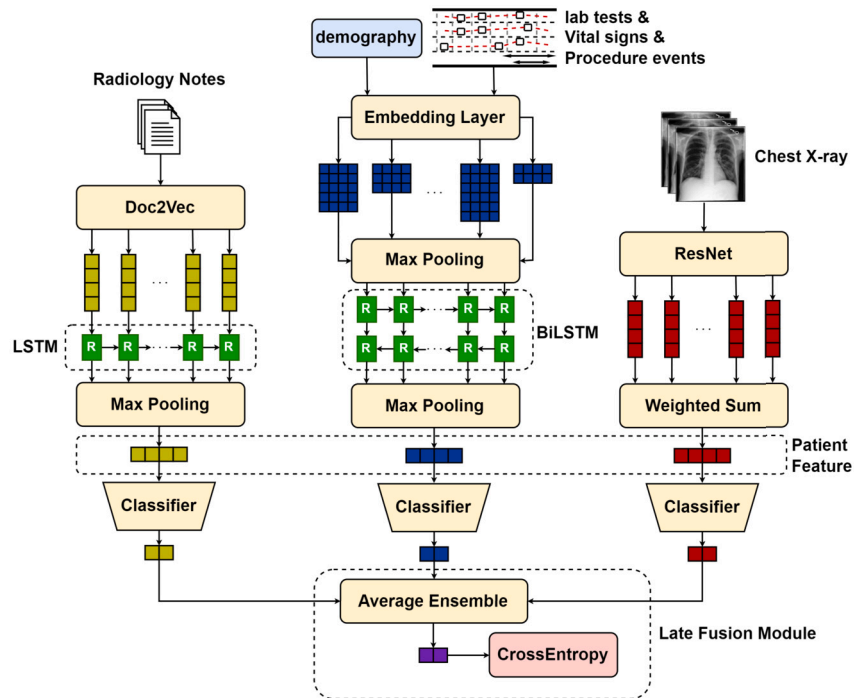 demography
lab tests &
Vital signs &
Procedure events
Radiology Notes
Embedding Layer
Chest X-ray
Doc2Vec
Max Pooling
ResNet
LSTM
R
R
R
R
R
R
R
R
R
R
R
R
BiLSTM
Max Pooling
Max Pooling
Weighted Sum
Patient
Feature
Classifier
Classifier
Classifier
Average Ensemble
Late Fusion Module
CrossEntropy